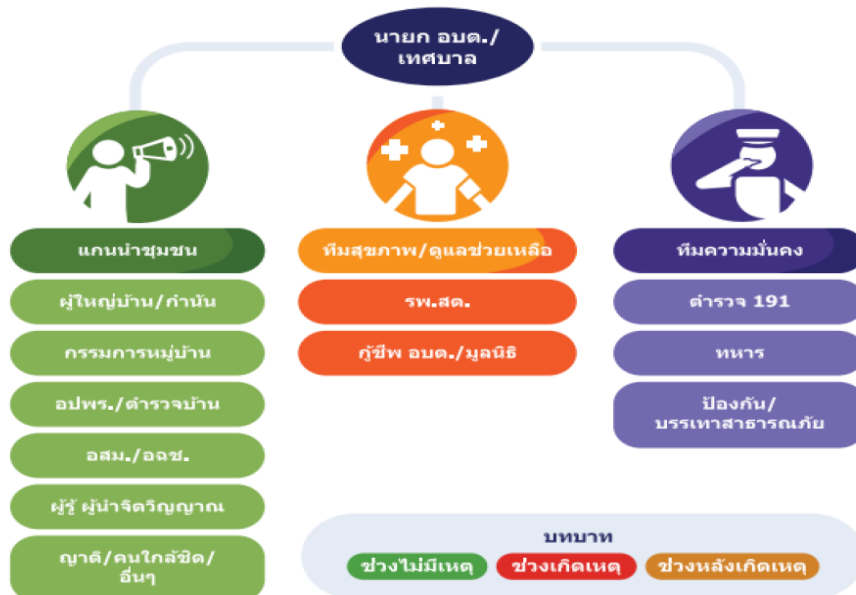 นายก อบต./
เทศบาล
แกนนำชุมชน
ผู้ใหญ่บ้าน/กำนัน
กรรมการหมู่บ้าน
อปพร./ตำรวจบ้าน
อสม./อฉช.
ผู้รู้ ผู้นำจิตวิญญาณ
ญาติ/คนใกล้ชิด/
อื่นๆ
ทีมสุขภาพ/ดูแลช่วยเหลือ
รพ.สต.
กู้ชีพ อบต./มูลนิธิ
ทีมความมั่นคง
ตำรวจ 191
ทหาร
ป้องกัน/
บรรเทาสาธารณภัย
บทบาท
ช่วงไม่มีเหตุ
ช่วงเกิดเหตุ
ช่วงหลังเกิดเหตุ